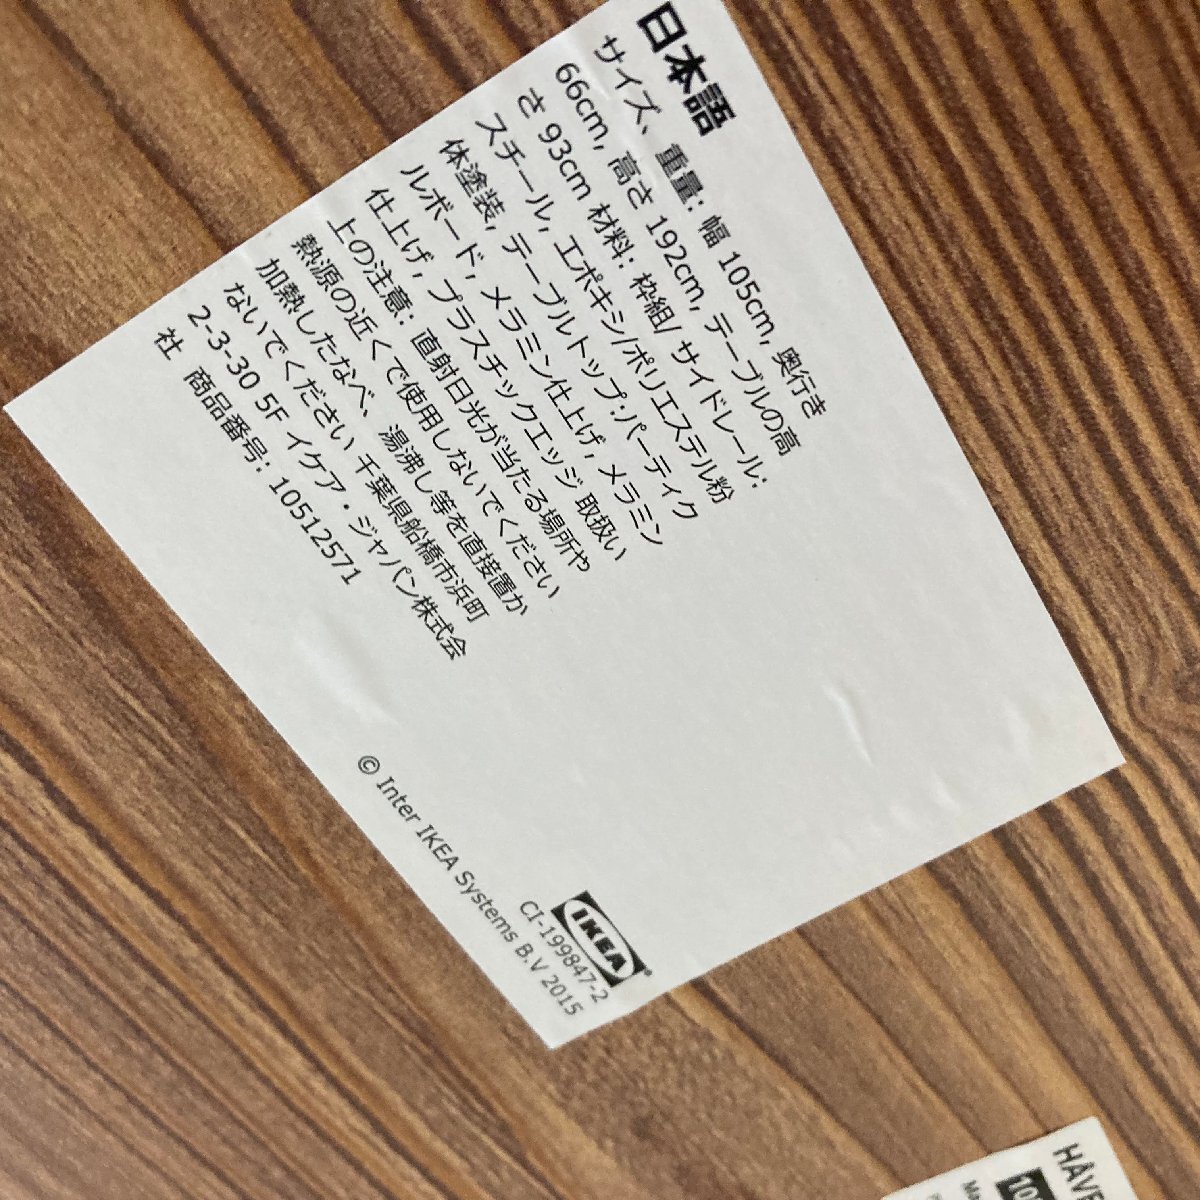 日本語
サイズ、重量: 幅 105cm, 奥行き
66cm, 高さ 192cm, テーブルの高
さ 93cm 材料: 枠組/ サイドレール:
スチール, エポキシ/ポリエステル粉
体塗装, テーブルトップ:パーティク
ルボード, メラミン仕上げ, メラミン
仕上げ, プラスチックエッジ 取扱い
上の注意: 直射日光が当たる場所や
熱源の近くで使用しないでください
加熱したなべ、湯沸し等を直接置か
ないでください 千葉県船橋市浜町
2-3-30 5F イケア・ジャパン株式会
社 商品番号: 10512571
IKEA®
CI-199847-2
© Inter IKEA Systems B.V 2015
HÅVE
10